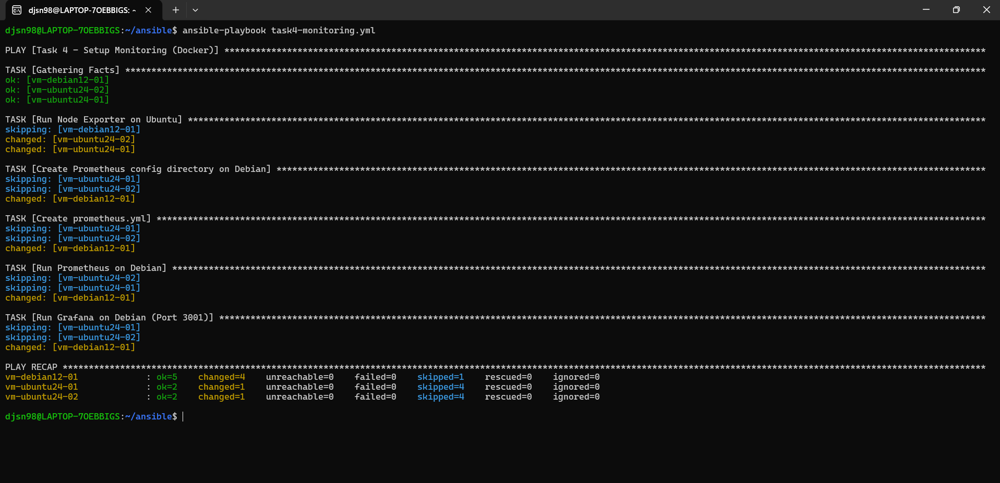 djsn98@LAPTOP-7OEBBIGS: ~
djsn98@LAPTOP-7OEBBIGS:~/ansible$ ansible-playbook task4-monitoring.yml
PLAY [Task 4 - Setup Monitoring (Docker)] **************************************************************************************************************************************************
TASK [Gathering Facts] *********************************************************************************************************************************************************************
ok: [vm-debian12-01]
ok: [vm-ubuntu24-02]
ok: [vm-ubuntu24-01]
TASK [Run Node Exporter on Ubuntu] *********************************************************************************************************************************************************
skipping: [vm-debian12-01]
changed: [vm-ubuntu24-02]
changed: [vm-ubuntu24-01]
TASK [Create Prometheus config directory on Debian] ****************************************************************************************************************************************
skipping: [vm-ubuntu24-01]
skipping: [vm-ubuntu24-02]
changed: [vm-debian12-01]
TASK [Create prometheus.yml] ***************************************************************************************************************************************************************
skipping: [vm-ubuntu24-01]
skipping: [vm-ubuntu24-02]
changed: [vm-debian12-01]
TASK [Run Prometheus on Debian] ************************************************************************************************************************************************************
skipping: [vm-ubuntu24-02]
skipping: [vm-ubuntu24-01]
changed: [vm-debian12-01]
TASK [Run Grafana on Debian (Port 3001)] ***************************************************************************************************************************************************
skipping: [vm-ubuntu24-01]
skipping: [vm-ubuntu24-02]
changed: [vm-debian12-01]
PLAY RECAP *********************************************************************************************************************************************************************************
vm-debian12-01             : ok=5    changed=4    unreachable=0    failed=0    skipped=1    rescued=0    ignored=0
vm-ubuntu24-01             : ok=2    changed=1    unreachable=0    failed=0    skipped=4    rescued=0    ignored=0
vm-ubuntu24-02             : ok=2    changed=1    unreachable=0    failed=0    skipped=4    rescued=0    ignored=0
djsn98@LAPTOP-7OEBBIGS:~/ansible$